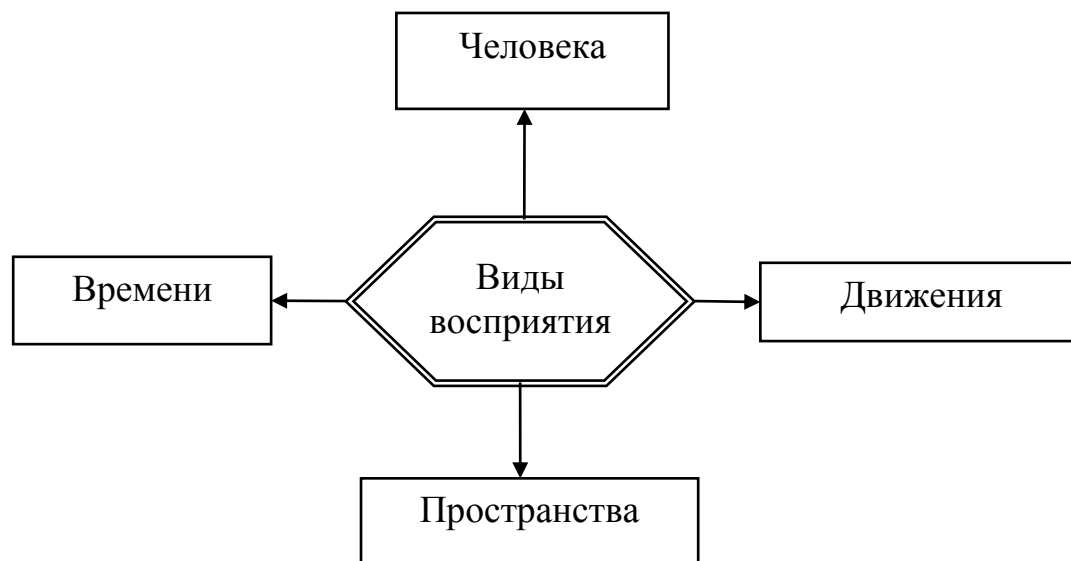 Человека
Времени
Виды
восприятия
Движения
Пространства